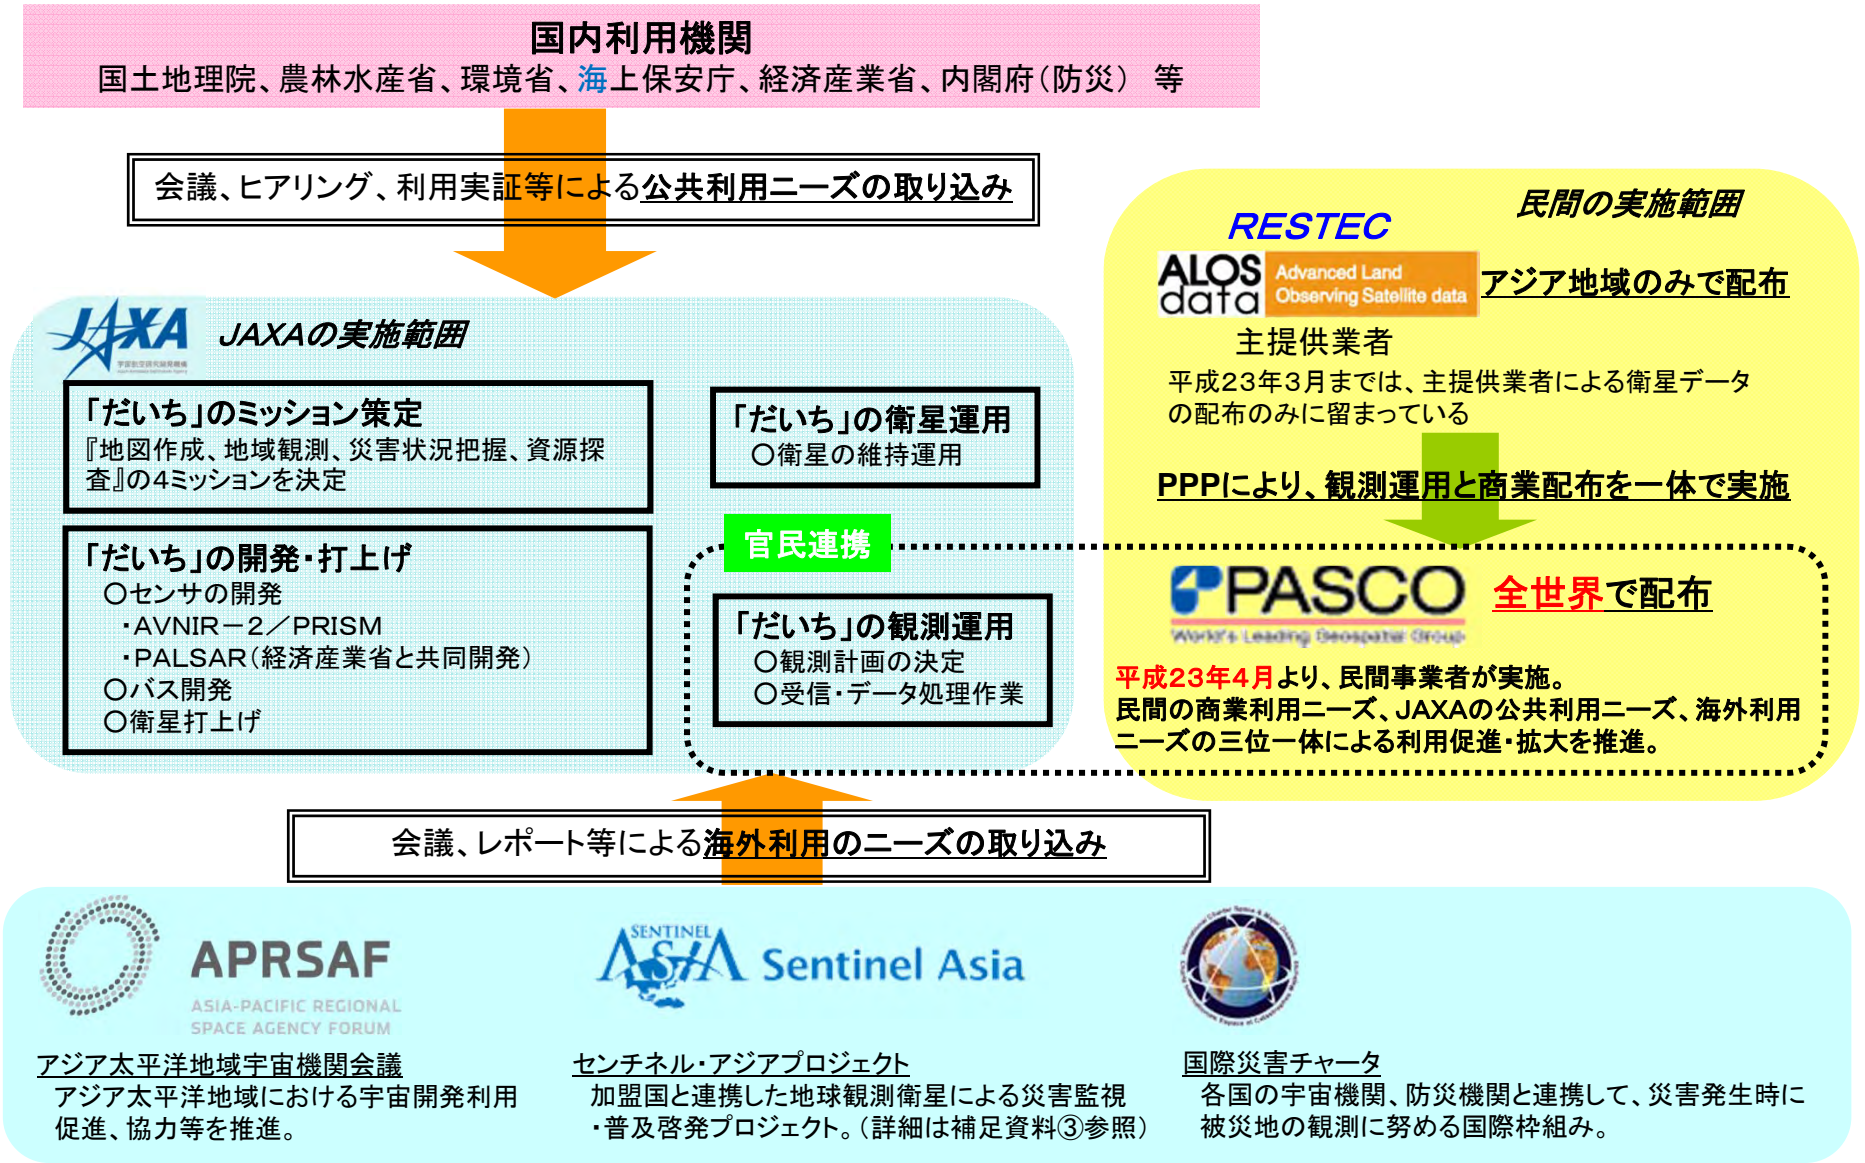 国内利用機関
国土地理院、農林水産省、環境省、海上保安庁、経済産業省、内閣府(防災) 等
会議、ヒアリング、利用実証等による公共利用ニーズの取り込み
JAXA
JAXAの実施範囲
「だいち」のミッション策定
『地図作成、地域観測、災害状況把握、資源探
査』の4ミッションを決定
「だいち」の開発・打上げ
○センサの開発
・AVNIR-2/PRISM
・PALSAR(経済産業省と共同開発)
○バス開発
○衛星打上げ
「だいち」の衛星運用
○衛星の維持運用
官民連携
「だいち」の観測運用
○観測計画の決定
○受信・データ処理作業
民間の実施範囲
RESTEC
ALOS data
Advanced Land
Observing Satellite data
アジア地域のみで配布
主提供業者
平成23年3月までは、主提供業者による衛星データ
の配布のみに留まっている
PPPにより、観測運用と商業配布を一体で実施
PASCO
World's Leading Geospatial Group
全世界で配布
平成23年4月より、民間事業者が実施。
民間の商業利用ニーズ、JAXAの公共利用ニーズ、海外利用
ニーズの三位一体による利用促進・拡大を推進。
会議、レポート等による海外利用のニーズの取り込み
APRSAF
ASIA-PACIFIC REGIONAL
SPACE AGENCY FORUM
アジア太平洋地域宇宙機関会議
アジア太平洋地域における宇宙開発利用
促進、協力等を推進。
SENTINEL
ASIA
Sentinel Asia
センチネル・アジアプロジェクト
加盟国と連携した地球観測衛星による災害監視
・普及啓発プロジェクト。(詳細は補足資料③参照)
国際災害チャータ
各国の宇宙機関、防災機関と連携して、災害発生時に
被災地の観測に努める国際枠組み。